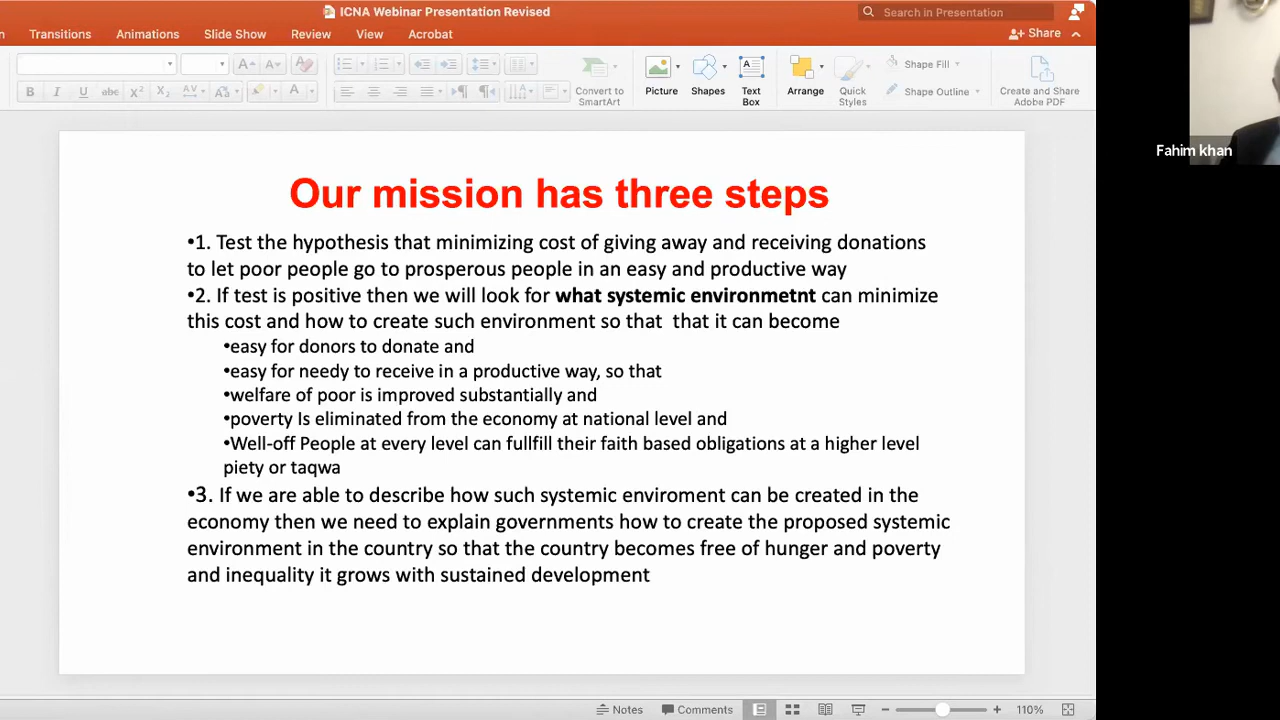 ICNA Webinar Presentation Revised
Search in Presentation
Transitions Animations Slide Show Review View Acrobat
Share
Convert to SmartArt
Picture
Shapes
Text Box
Arrange
Quick Styles
Shape Fill
Shape Outline
Create and Share Adobe PDF
Fahim khan
Our mission has three steps
•1. Test the hypothesis that minimizing cost of giving away and receiving donations
to let poor people go to prosperous people in an easy and productive way
•2. If test is positive then we will look for what systemic environmetnt can minimize
this cost and how to create such environment so that that it can become
•easy for donors to donate and
•easy for needy to receive in a productive way, so that
•welfare of poor is improved substantially and
•poverty Is eliminated from the economy at national level and
•Well-off People at every level can fullfill their faith based obligations at a higher level
piety or taqwa
•3. If we are able to describe how such systemic enviroment can be created in the
economy then we need to explain governments how to create the proposed systemic
environment in the country so that the country becomes free of hunger and poverty
and inequality it grows with sustained development
Notes Comments 110%